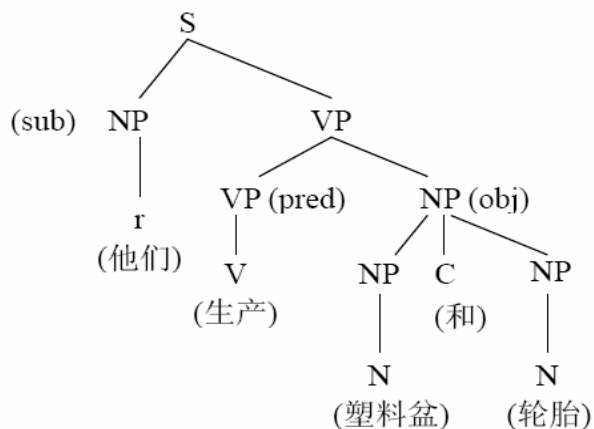 S
(sub) NP VP
VP (pred) NP (obj)
r
(他们)
V NP C NP
(生产) (和)
N N
(塑料盆) (轮胎)